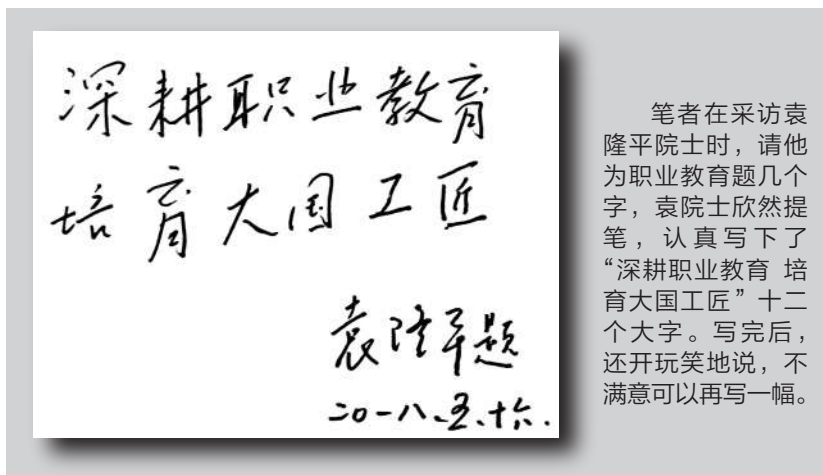 深耕职业教育
培育大国工匠
袁隆平题
二〇一八、五、十六.
笔者在采访袁
隆平院士时，请他
为职业教育题几个
字，袁院士欣然提
笔，认真写下了
“深耕职业教育 培
育大国工匠”十二
个大字。写完后，
还开玩笑地说，不
满意可以再写一幅。